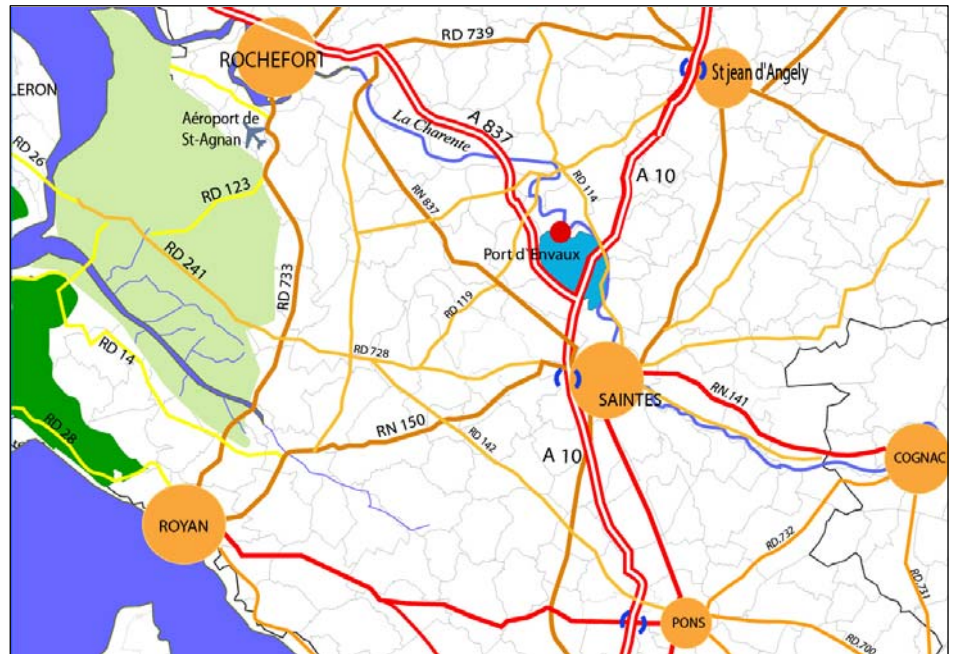 RD 739
ROCHEFORT
St jean d'Angely
LERON
Aéroport de
St-Agnan
La Charente
A 837
RD 26
RD 123
RN 837
RD 114
A 10
Port d'Envaux
RD 241
RD 733
RD 119
RD 14
RD 728
RN 150
SAINTES
RN.141
RD 28
RD 142
A 10
COGNAC
ROYAN
RD.732
RD.731
PONS
RD.700